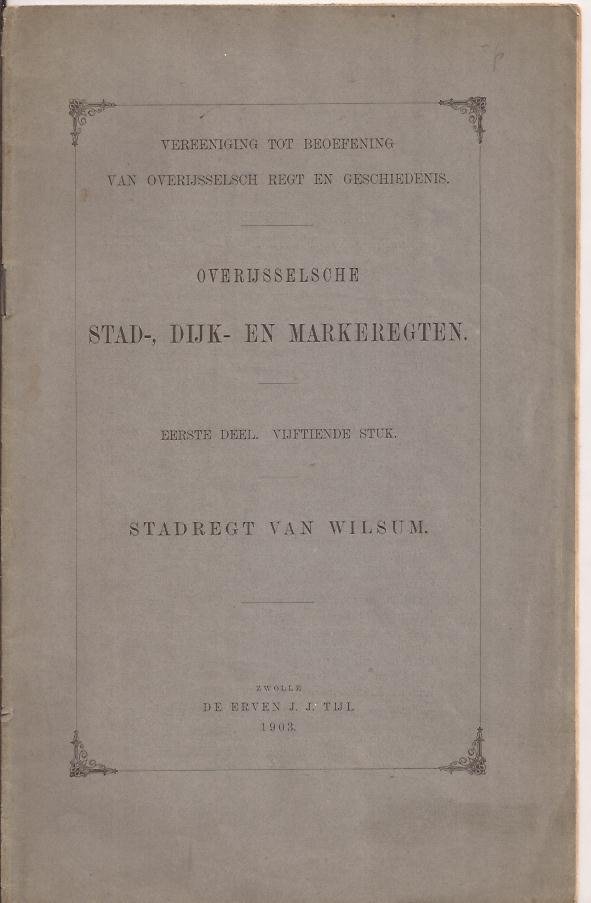 VEREENIGING TOT BEOEFENING
VAN OVERIJSSELSCH REGT EN GESCHIEDENIS.
OVERIJSSELSCHE
STAD-, DIJK- EN MARKEREGTEN.
EERSTE DEEL. VIJFTIENDE STUK.
STADREGT VAN WILSUM.
ZWOLLE
DE ERVEN J. J. TIJL
1903.